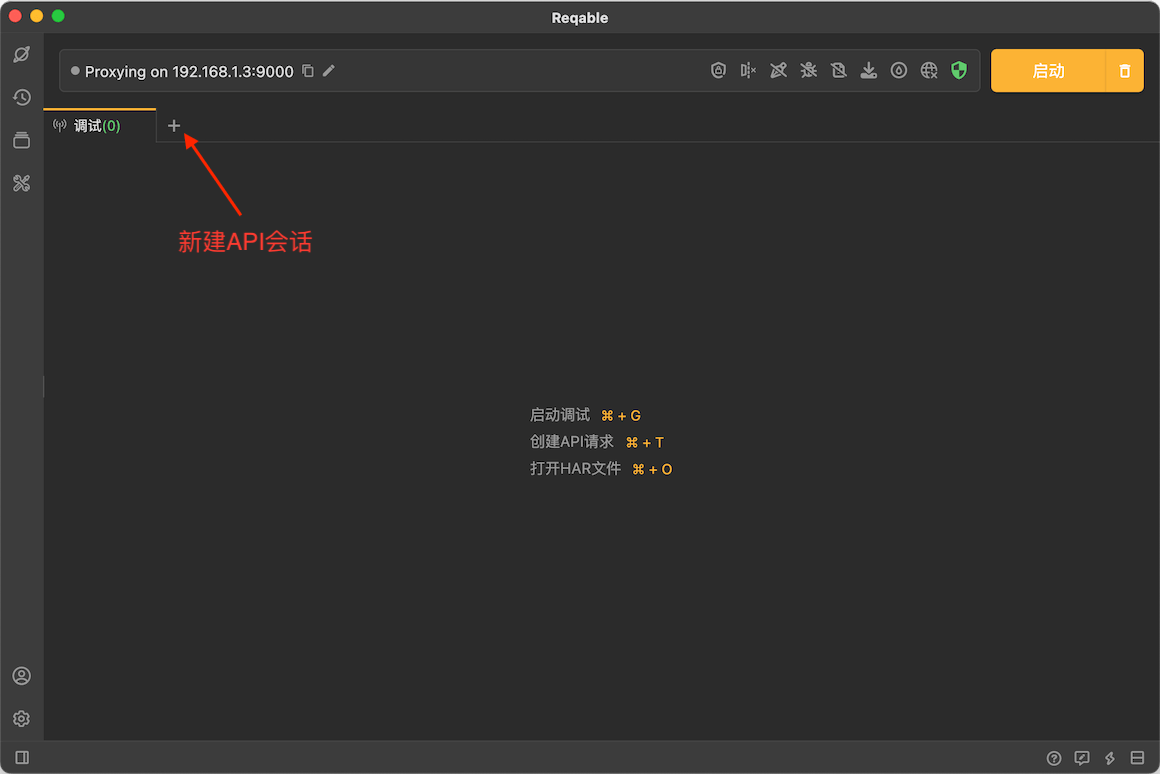 Reqable
Proxying on 192.168.1.3:9000
启动
调试(0)
新建API会话
启动调试 ⌘ + G
创建API请求 ⌘ + T
打开HAR文件 ⌘ + O